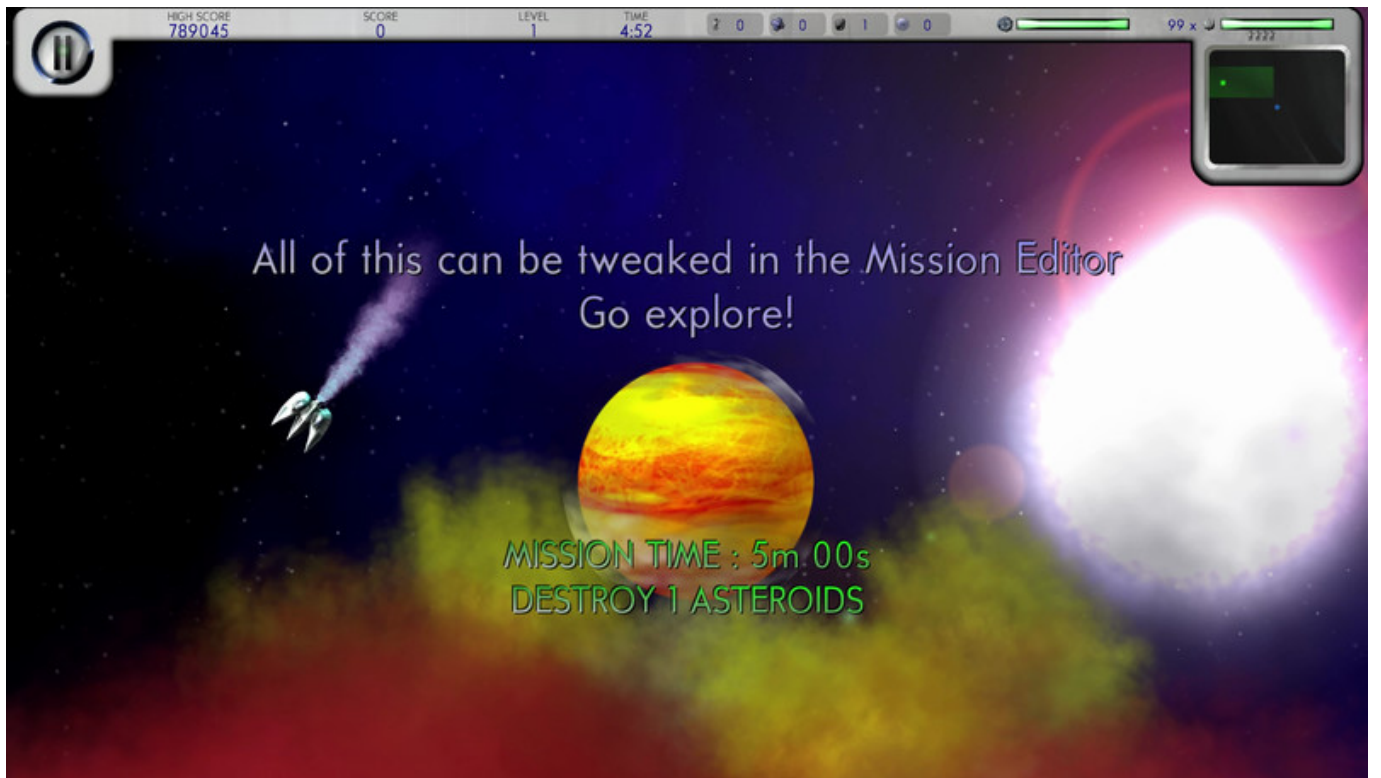 HIGH SCORE
789045
SCORE
0
LEVEL
1
TIME
4:52
0
0
1
0
99 x
All of this can be tweaked in the Mission Editor
Go explore!
MISSION TIME : 5m 00s
DESTROY 1 ASTEROIDS